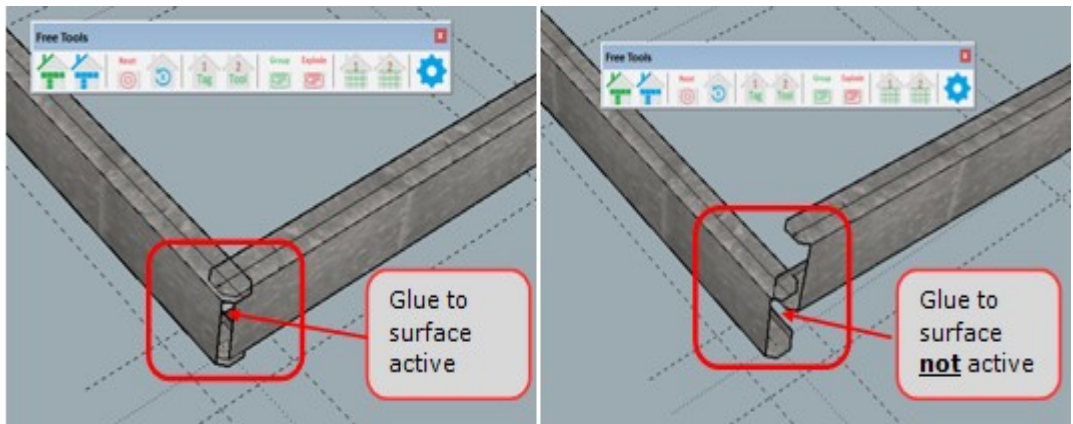 Free Tools
Reset 1 2 Group Explode 1 2
Tag Tool
Glue to
surface
active
Free Tools
Reset 1 2 Group Explode 1 2
Tag Tool
Glue to
surface
not active